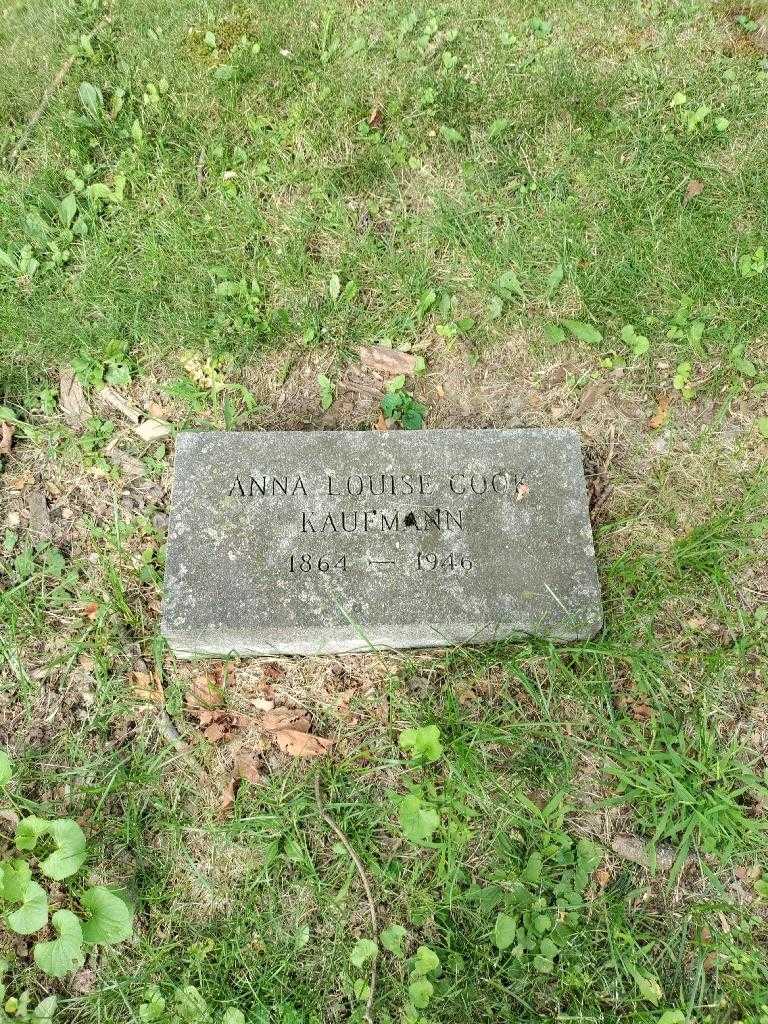 ANNA LOUISE COOK
KAUFMANN
1864 — 1946